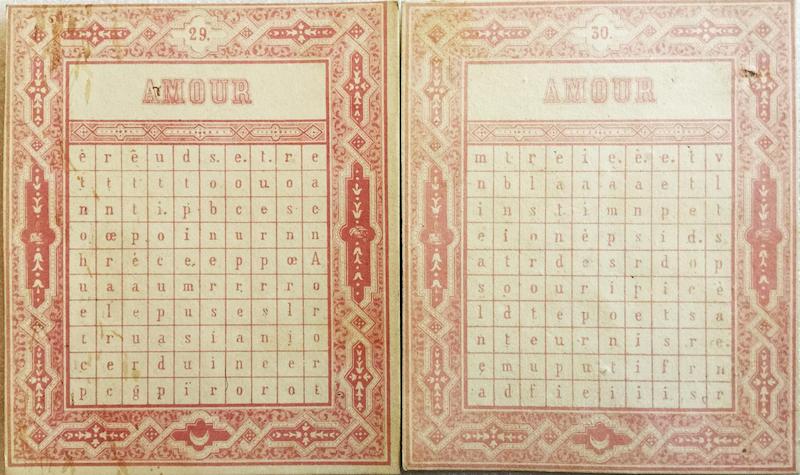 29.
AMOUR
ê r ê u d s. e. t. r e
t t t t t o o u. o a
n n t i. p b c e s c
o œ p o i n u r n n
h r é c e. e p p œ A
u a a u m r r r r o
e l e p u s e s l r
t r u a s i a n j o
c e r d u i n c e r
p c g p ï r o r o t
30.
AMOUR
m t r e i e. è. e. t v
n b l a a a a e t l
i n s t i m n p e t
e i o n è p s i d. s
a t r d e s r d o p
s o o u r i p i c è
l d t e p o e t s a
n t e u r n i s r e.
e m u p u t i f r n
a d f i e i i i s r